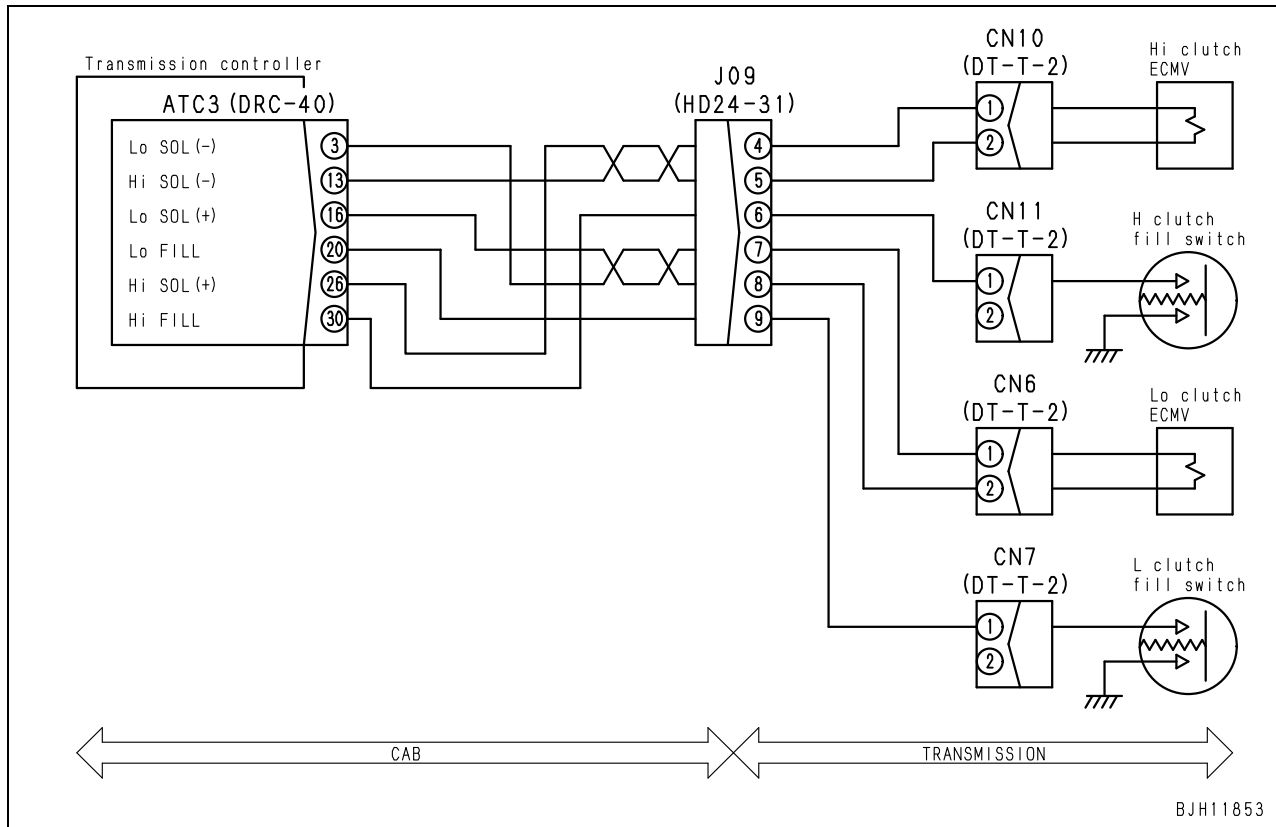 Transmission controller
ATC3 (DRC-40)
Lo SOL(-)
3
Hi SOL(-)
13
Lo SOL(+)
16
Lo FILL
20
Hi SOL(+)
26
Hi FILL
30
J09
(HD24-31)
4
5
6
7
8
9
CN10
(DT-T-2)
1
2
Hi clutch
ECMV
CN11
(DT-T-2)
1
2
H clutch
fill switch
CN6
(DT-T-2)
1
2
Lo clutch
ECMV
CN7
(DT-T-2)
1
2
L clutch
fill switch
CAB
TRANSMISSION
BJH11853